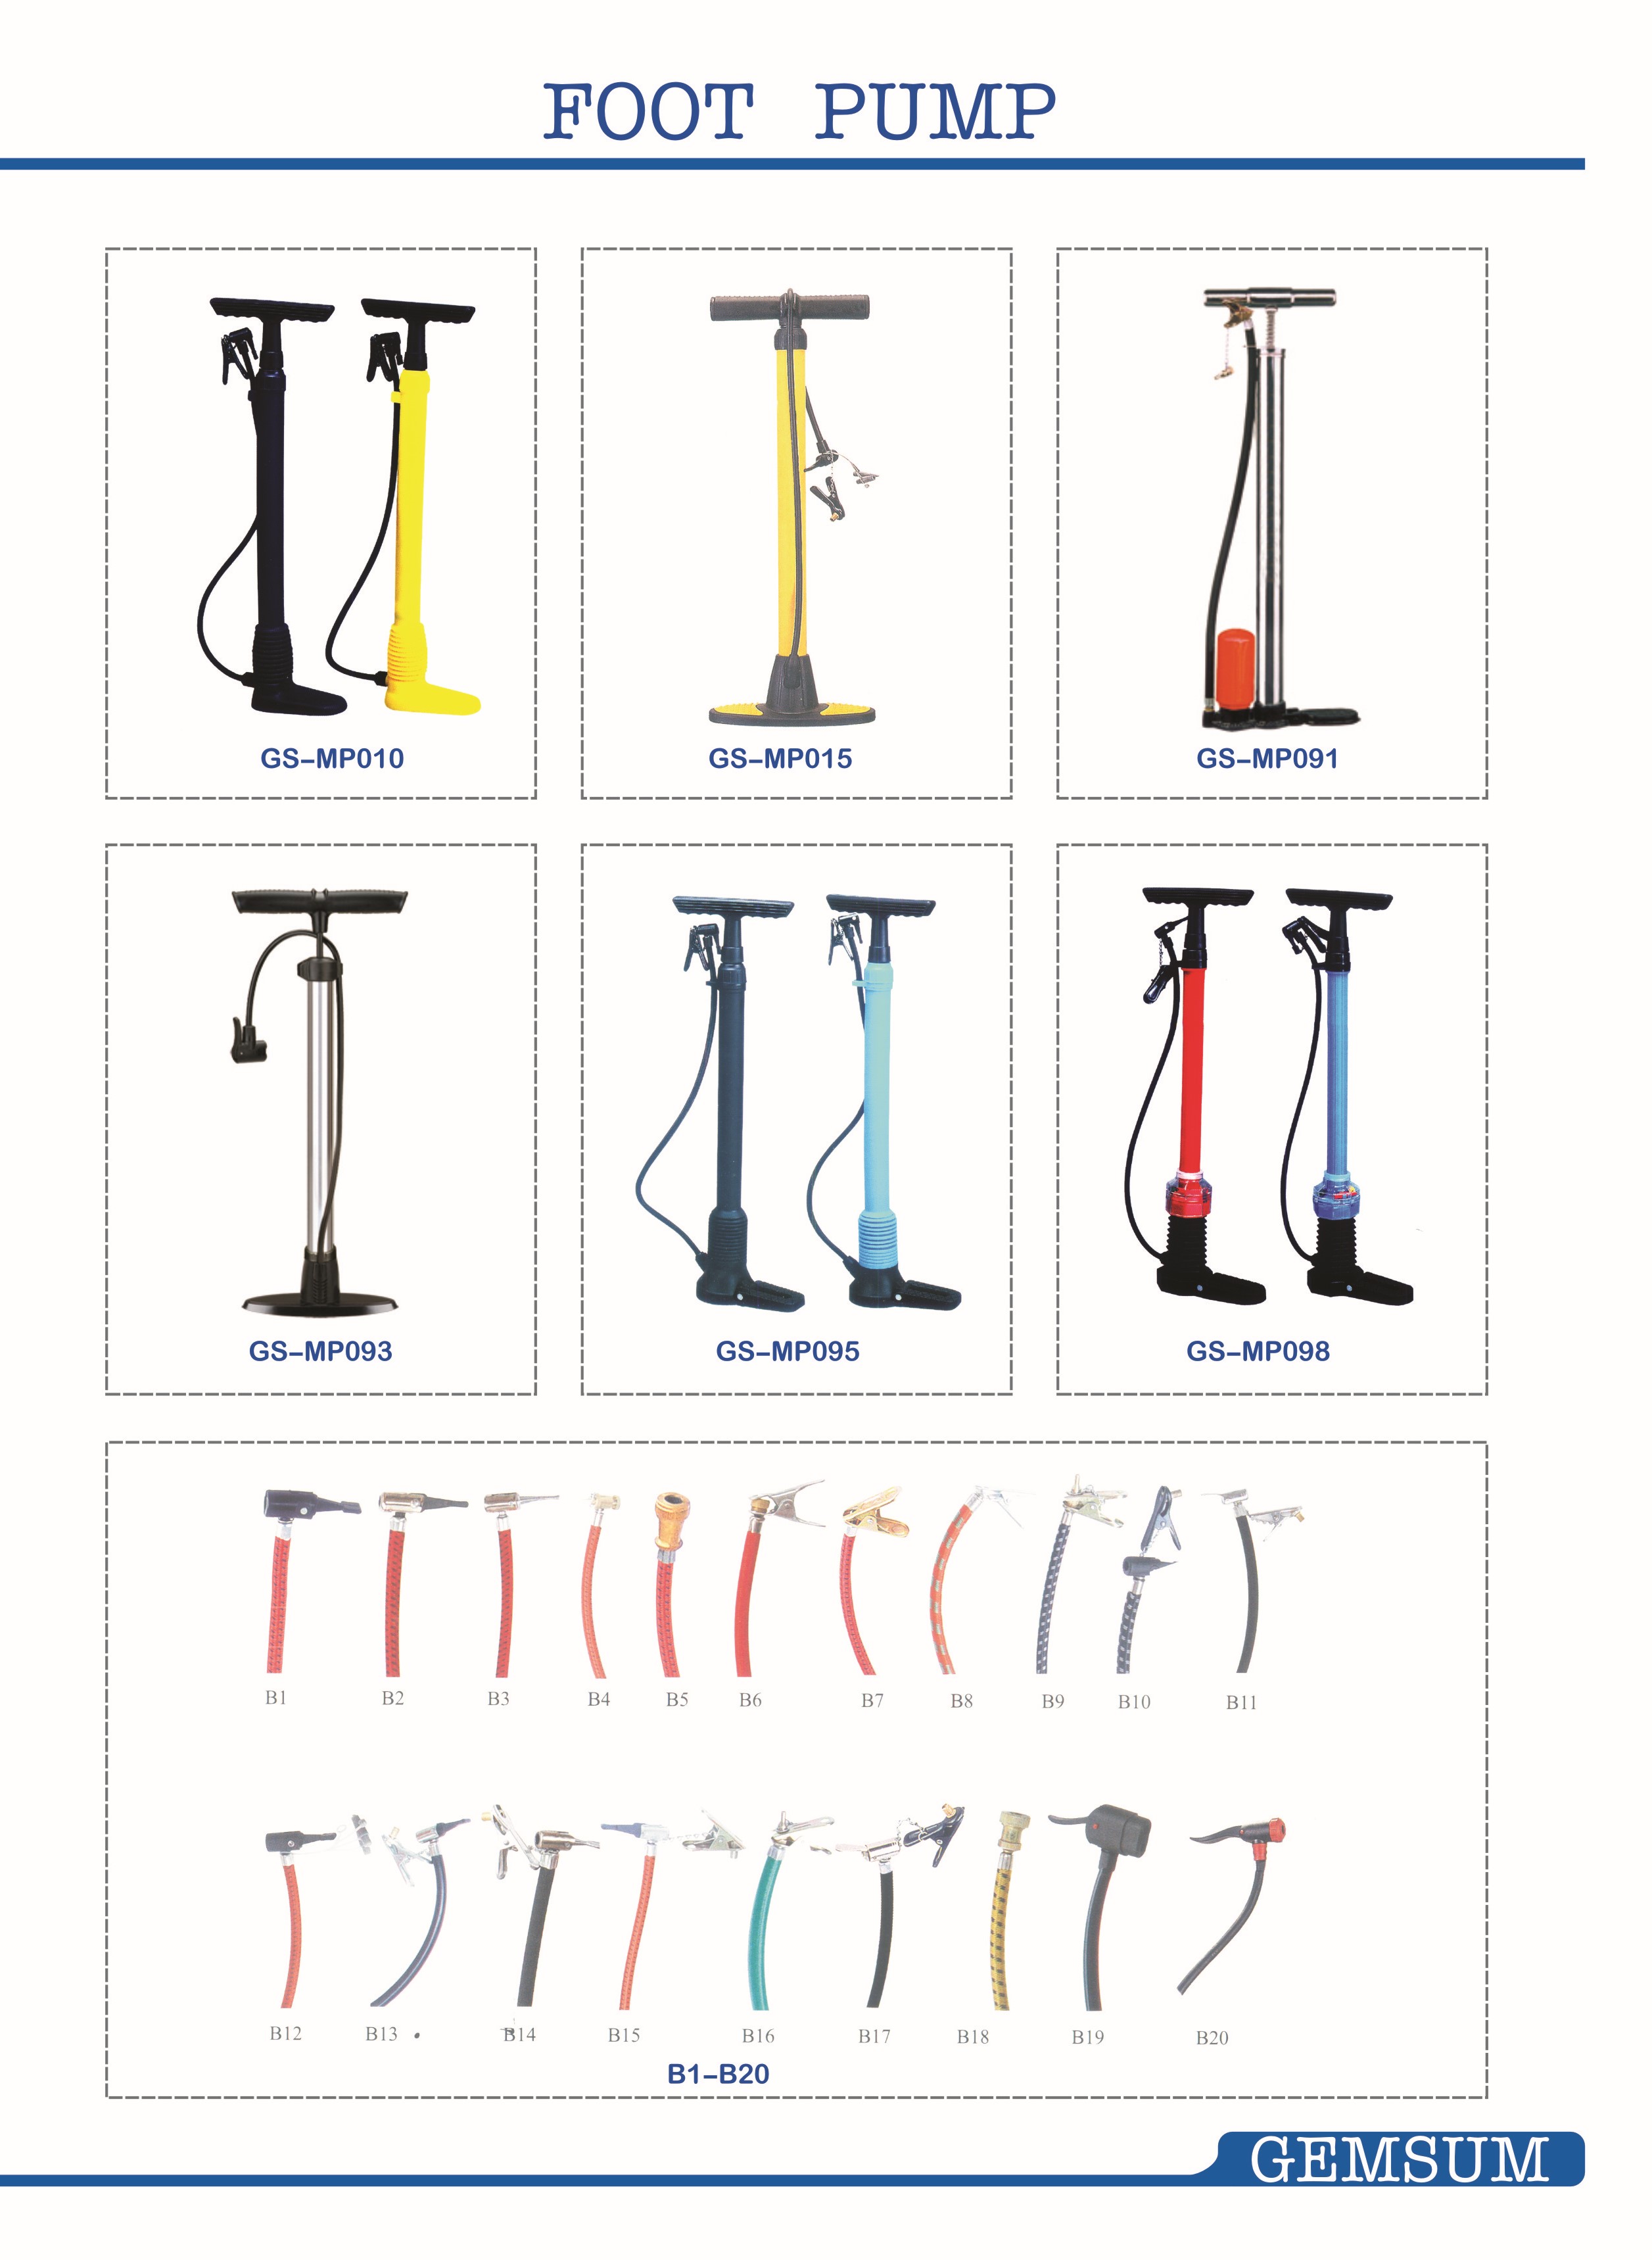 FOOT PUMP
GS-MP010 GS-MP015 GS-MP091
GS-MP093 GS-MP095 GS-MP098
B1 B2 B3 B4 B5 B6 B7 B8 B9 B10 B11
B12 B13 B14 B15 B16 B17 B18 B19 B20
B1-B20
GEMSUM